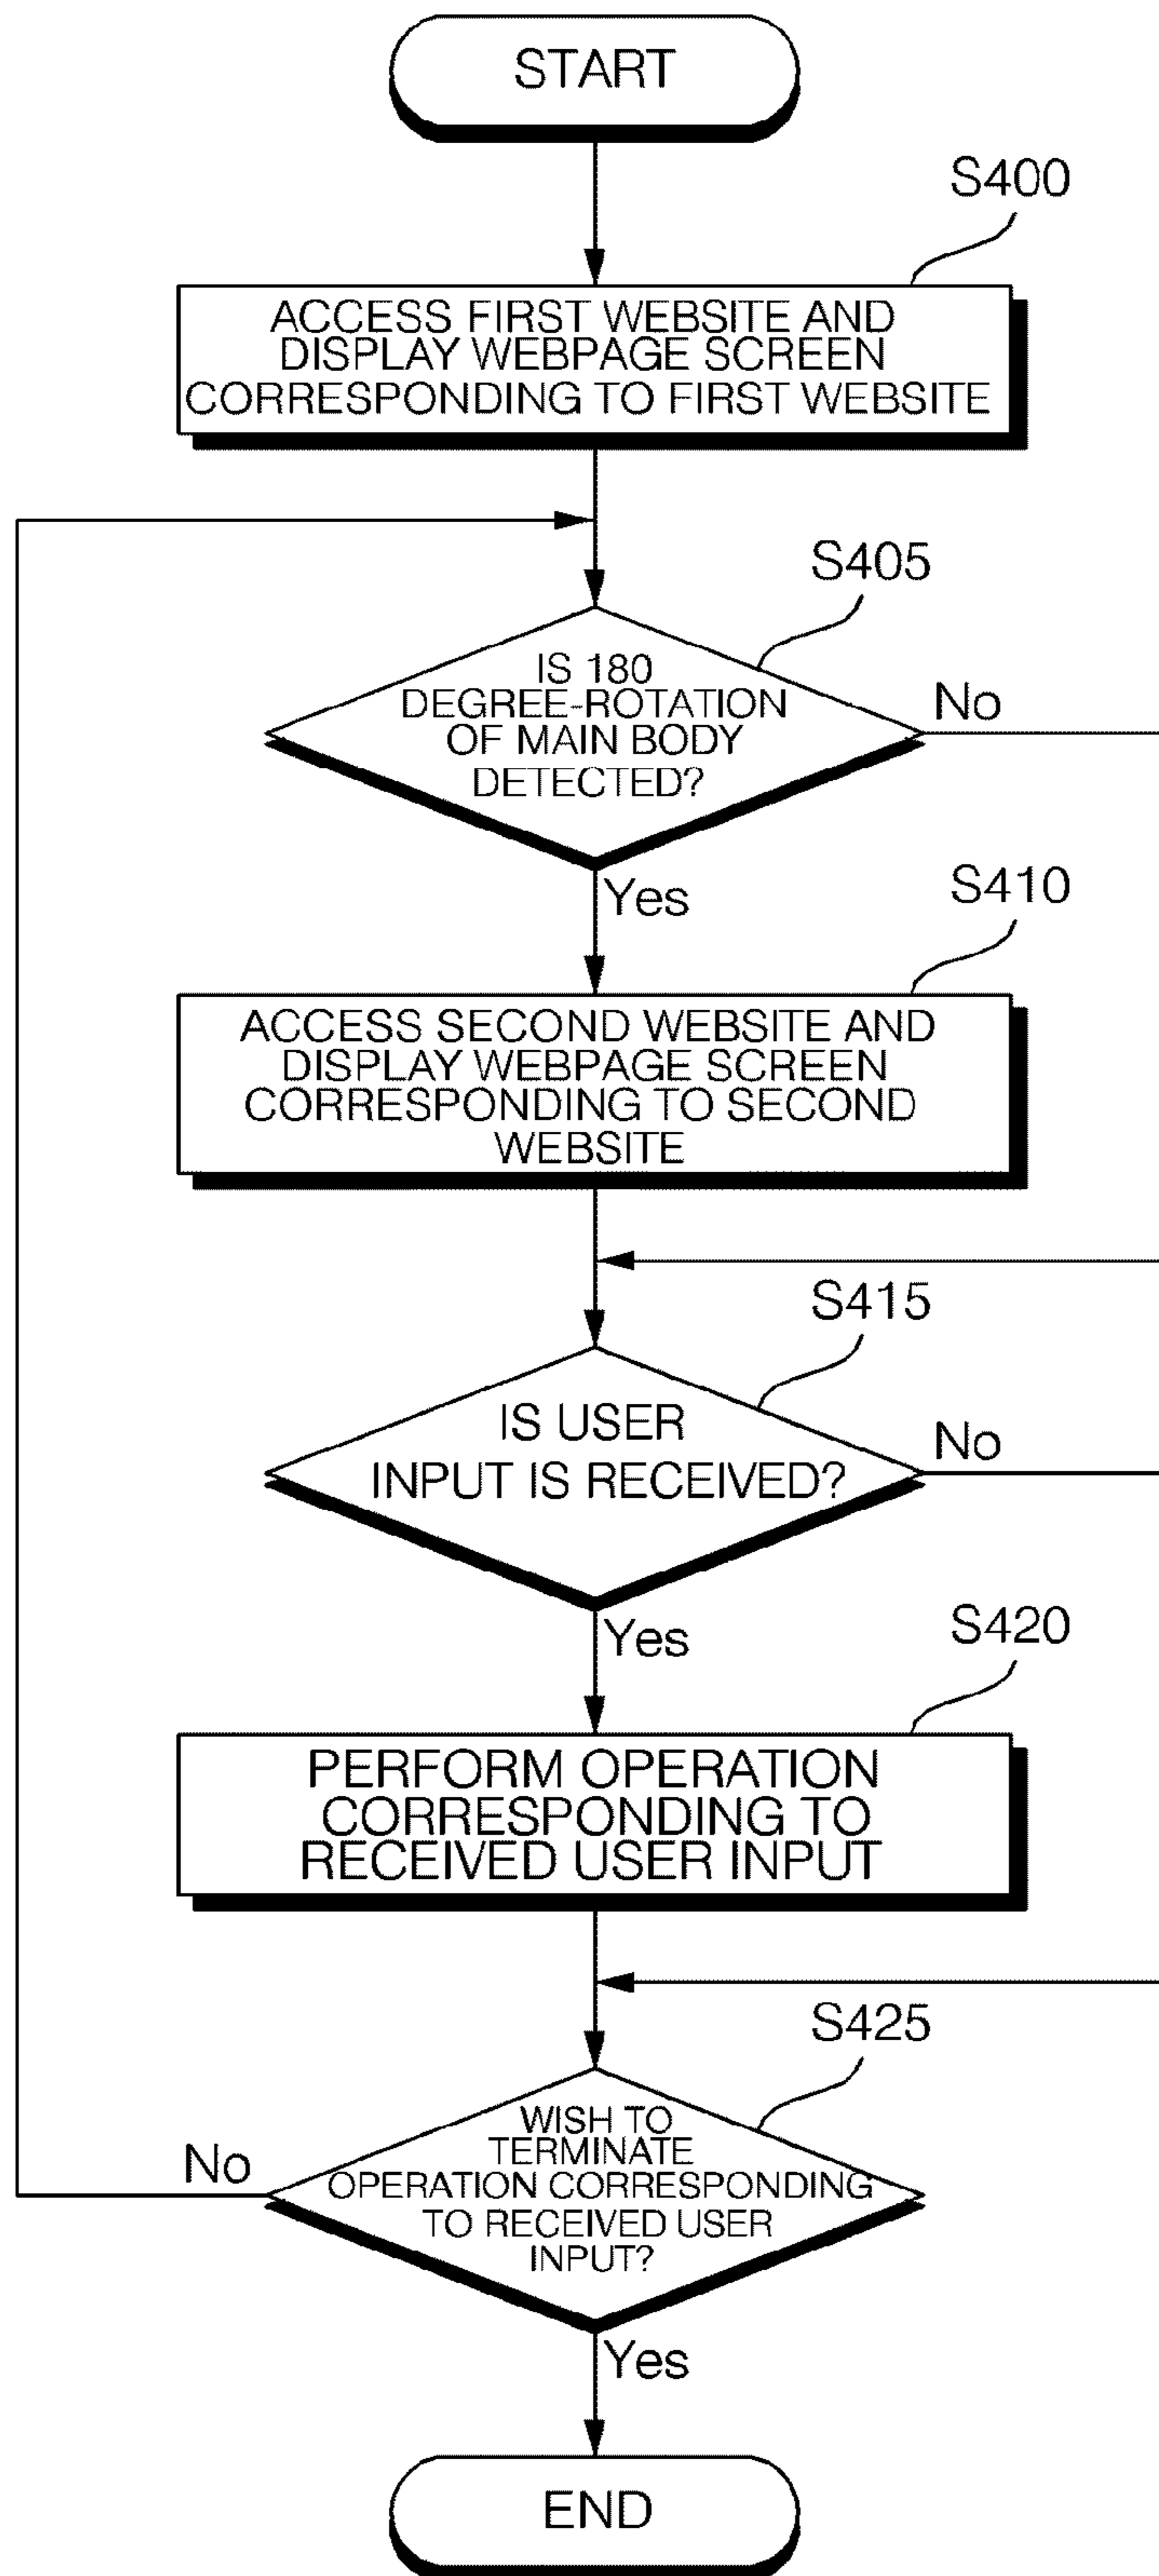 START
S400
ACCESS FIRST WEBSITE AND
DISPLAY WEBPAGE SCREEN
CORRESPONDING TO FIRST WEBSITE
S405
IS 180
DEGREE-ROTATION
OF MAIN BODY
DETECTED?
No
Yes
S410
ACCESS SECOND WEBSITE AND
DISPLAY WEBPAGE SCREEN
CORRESPONDING TO SECOND
WEBSITE
S415
IS USER
INPUT IS RECEIVED?
No
Yes
S420
PERFORM OPERATION
CORRESPONDING TO
RECEIVED USER INPUT
S425
WISH TO
TERMINATE
OPERATION CORRESPONDING
TO RECEIVED USER
INPUT?
No
Yes
END